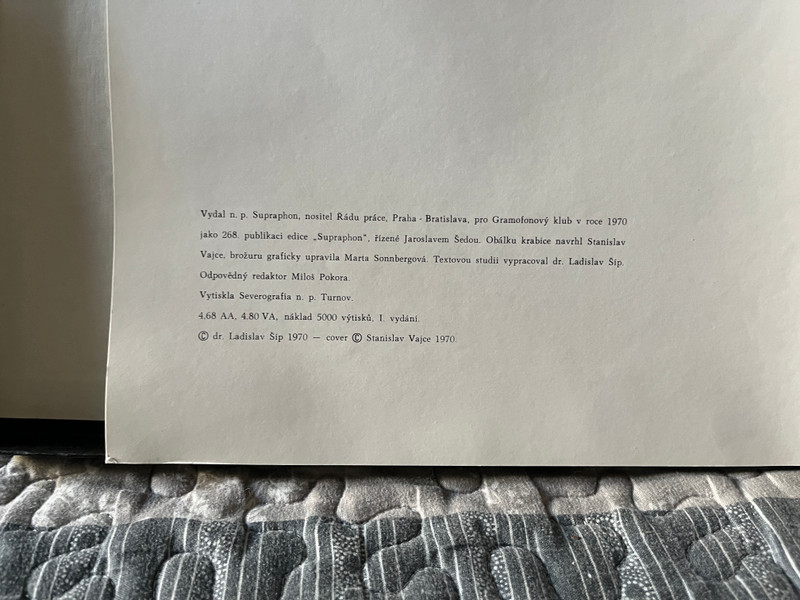 Vydal n. p. Supraphon, nositel Řádu práce, Praha - Bratislava, pro Gramofonový klub v roce 1970
jako 268. publikaci edice „Supraphon“, řízené Jaroslavem Šedou. Obálku krabice navrhl Stanislav
Vajce, brožuru graficky upravila Marta Sonnbergová. Textovou studii vypracoval dr. Ladislav Šíp.
Odpovědný redaktor Miloš Pokora.
Vytiskla Severografia n. p. Turnov.
4,68 AA, 4,80 VA, náklad 5000 výtisků. I. vydání.
© dr. Ladislav Šíp 1970 — cover © Stanislav Vajce 1970